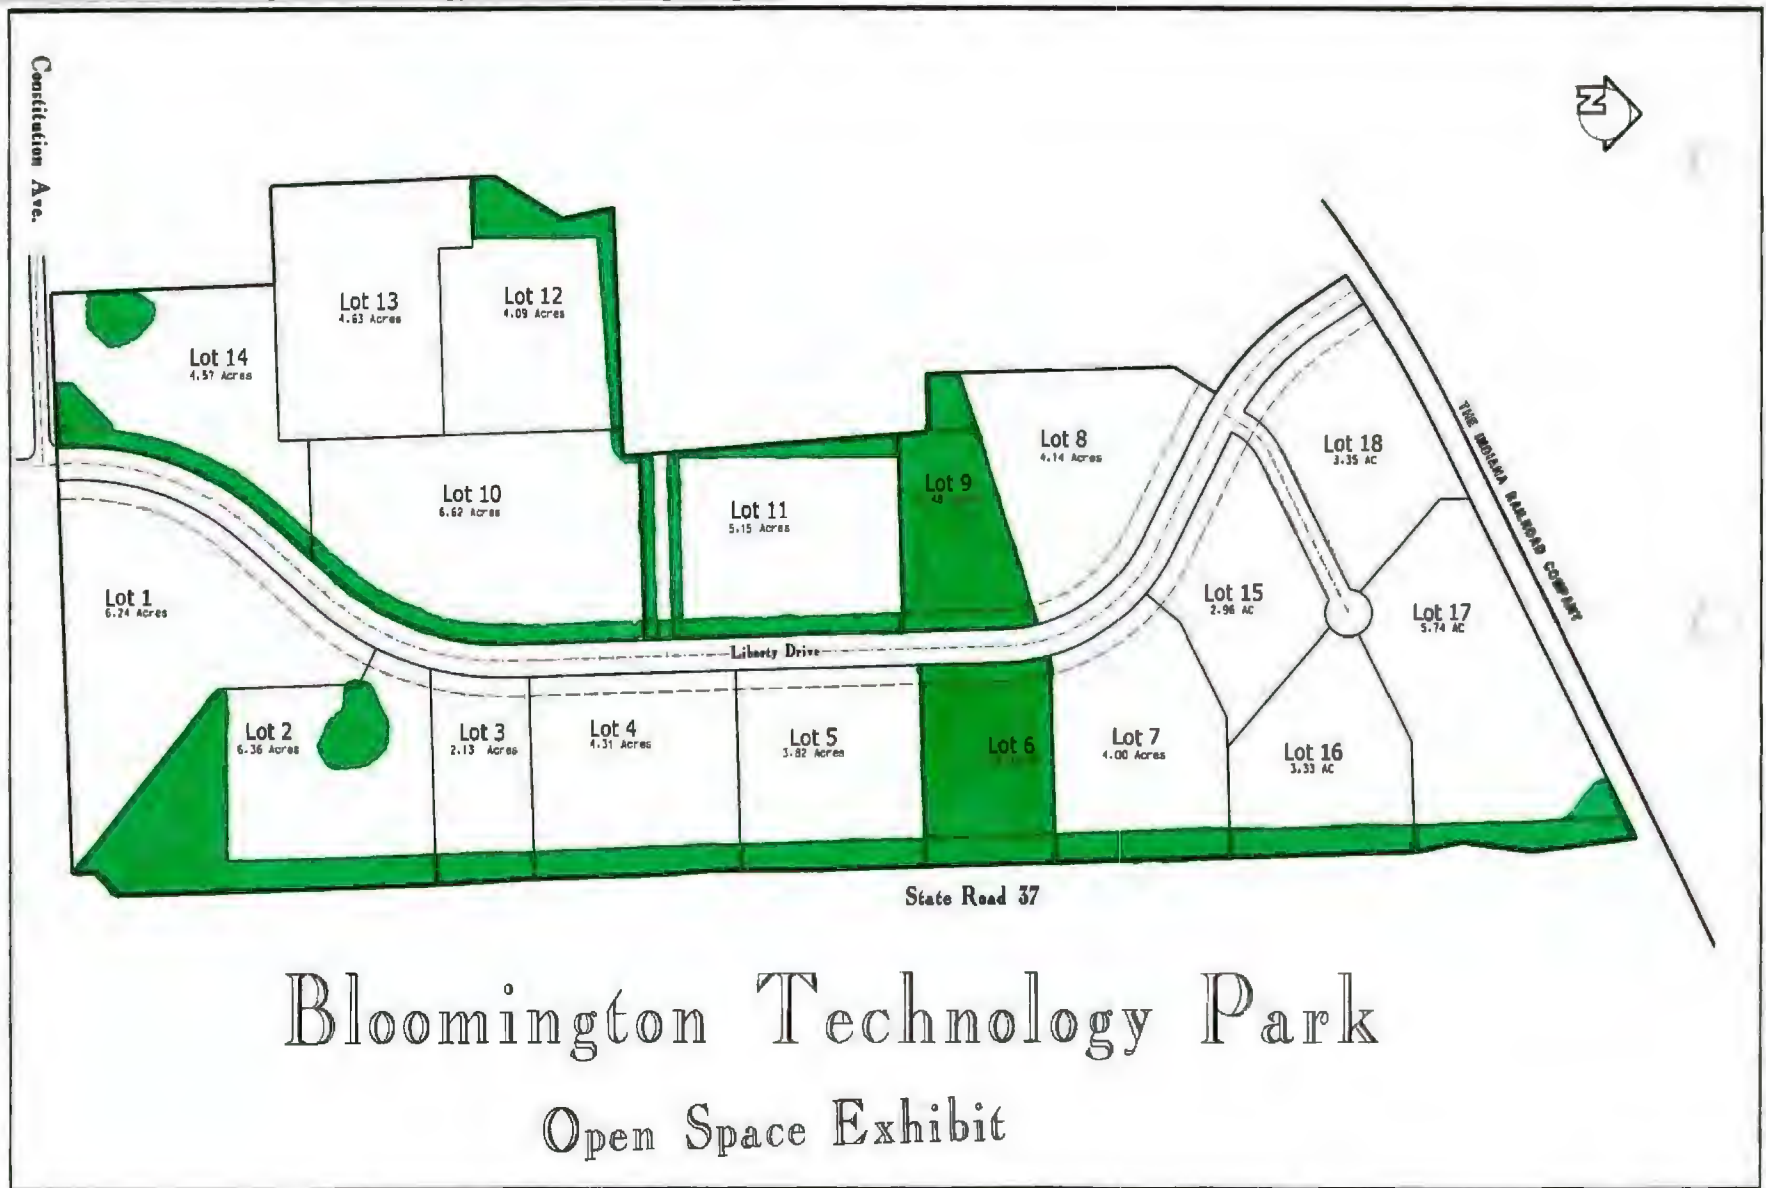 Constitution Ave.
N
Lot 13
4.63 Acres
Lot 12
4.09 Acres
Lot 14
4.57 Acres
Lot 8
4.14 Acres
Lot 18
3.35 AC
THE INDIANA RAILROAD COMPANY
Lot 10
6.62 Acres
Lot 11
5.15 Acres
Lot 9
Lot 1
6.24 Acres
Lot 15
2.96 AC
Lot 17
5.74 AC
Liberty Drive
Lot 2
6.36 Acres
Lot 3
2.13 Acres
Lot 4
4.31 Acres
Lot 5
3.82 Acres
Lot 6
Lot 7
4.00 Acres
Lot 16
3.33 AC
State Road 37
Bloomington Technology Park
Open Space Exhibit